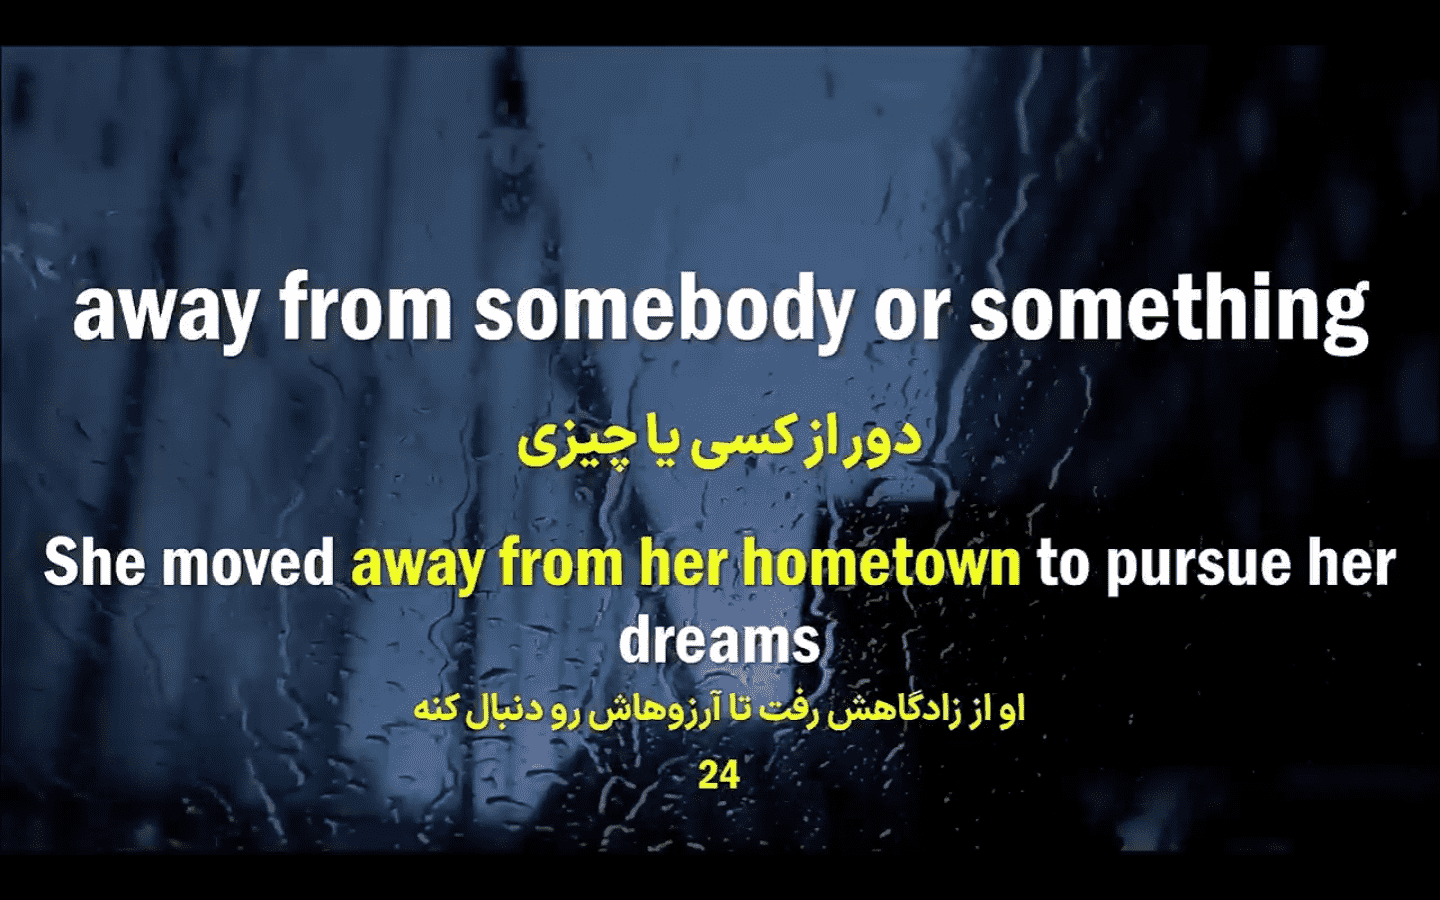 away from somebody or something
دور از کسی یا چیزی
She moved away from her hometown to pursue her
dreams
او از زادگاهش رفت تا آرزوهاش رو دنبال کنه
24